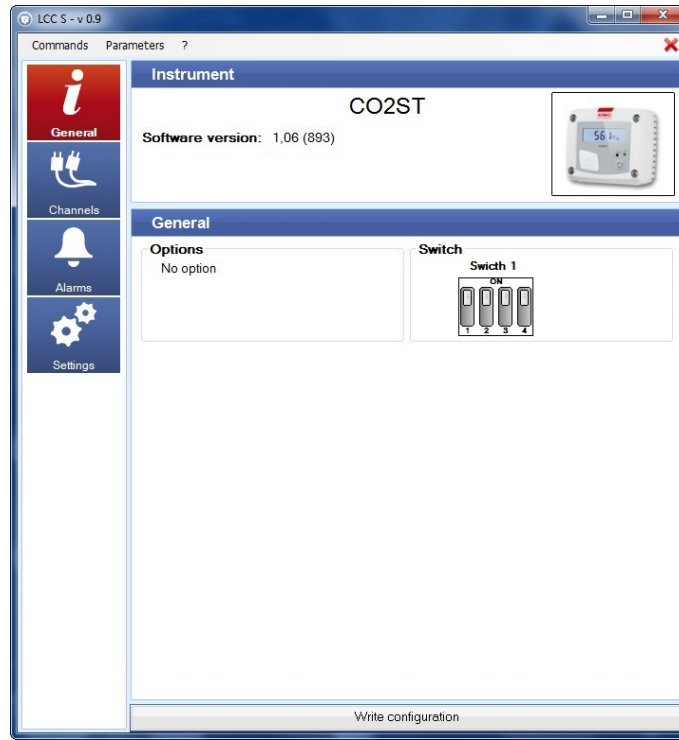 LCC S - v 0.9
Commands Parameters ?
General
Channels
Alarms
Settings
Instrument
CO2ST
Software version: 1,06 (893)
General
Options
No option
Switch
Swicth 1
ON
1 2 3 4
Write configuration